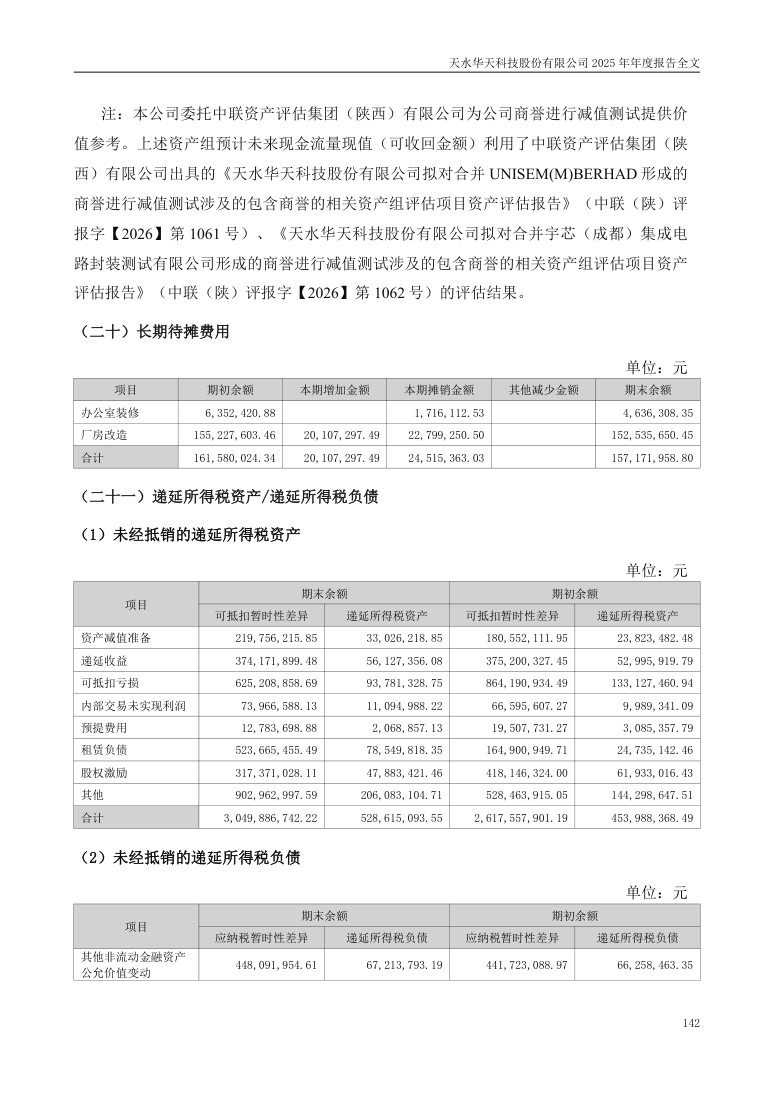 天水华天科技股份有限公司 2025 年年度报告全文
注：本公司委托中联资产评估集团（陕西）有限公司为公司商誉进行减值测试提供价
值参考。上述资产组预计未来现金流量现值（可收回金额）利用了中联资产评估集团（陕
西）有限公司出具的《天水华天科技股份有限公司拟对合并 UNISEM(M)BERHAD 形成的
商誉进行减值测试涉及的包含商誉的相关资产组评估项目资产评估报告》（中联（陕）评
报字【2026】第 1061 号）、《天水华天科技股份有限公司拟对合并宇芯（成都）集成电
路封装测试有限公司形成的商誉进行减值测试涉及的包含商誉的相关资产组评估项目资产
评估报告》（中联（陕）评报字【2026】第 1062 号）的评估结果。
（二十）长期待摊费用
单位：元
项目 期初余额 本期增加金额 本期摊销金额 其他减少金额 期末余额
办公室装修 6,352,420.88 1,716,112.53 4,636,308.35
厂房改造 155,227,603.46 20,107,297.49 22,799,250.50 152,535,650.45
合计 161,580,024.34 20,107,297.49 24,515,363.03 157,171,958.80
（二十一）递延所得税资产/递延所得税负债
（1）未经抵销的递延所得税资产
单位：元
项目 期末余额 期初余额
可抵扣暂时性差异 递延所得税资产 可抵扣暂时性差异 递延所得税资产
资产减值准备 219,756,215.85 33,026,218.85 180,552,111.95 23,823,482.48
递延收益 374,171,899.48 56,127,356.08 375,200,327.45 52,995,919.79
可抵扣亏损 625,208,858.69 93,781,328.75 864,190,934.49 133,127,460.94
内部交易未实现利润 73,966,588.13 11,094,988.22 66,595,607.27 9,989,341.09
预提费用 12,783,698.88 2,068,857.13 19,507,731.27 3,085,357.79
租赁负债 523,665,455.49 78,549,818.35 164,900,949.71 24,735,142.46
股权激励 317,371,028.11 47,883,421.46 418,146,324.00 61,933,016.43
其他 902,962,997.59 206,083,104.71 528,463,915.05 144,298,647.51
合计 3,049,886,742.22 528,615,093.55 2,617,557,901.19 453,988,368.49
（2）未经抵销的递延所得税负债
单位：元
项目 期末余额 期初余额
应纳税暂时性差异 递延所得税负债 应纳税暂时性差异 递延所得税负债
其他非流动金融资产
公允价值变动 448,091,954.61 67,213,793.19 441,723,088.97 66,258,463.35
142